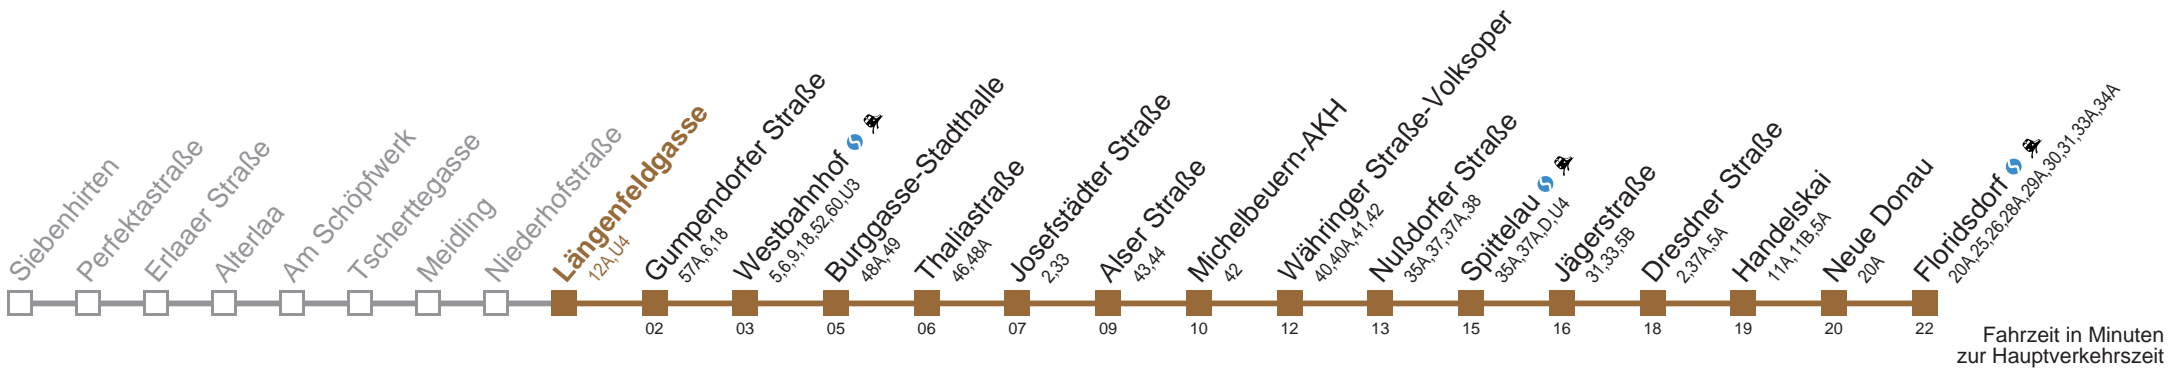 Siebenhirten
Perfektastraße
Erlaaer Straße
Alterlaa
Am Schöpfwerk
Tscherttegasse
Meidling
Niederhofstraße
Längenfeldgasse
12A,U4
Gumpendorfer Straße
57A,6,18
Westbahnhof
5,6,9,18,52,60,U3
Burggasse-Stadthalle
48A,49
Thaliastraße
46,48A
Josefstädter Straße
2,33
Alser Straße
43,44
Michelbeuern-AKH
42
Währinger Straße-Volksoper
40,40A,41,42
Nußdorfer Straße
35A,37,37A,38
Spittelau
35A,37A,D,U4
Jägerstraße
31,33,5B
Dresdner Straße
2,37A,5A
Handelskai
11A,11B,5A
Neue Donau
20A
Floridsdorf
20A,25,26,28A,29A,30,31,33A,34A
02 03 05 06 07 09 10 12 13 15 16 18 19 20 22
Fahrzeit in Minuten
zur Hauptverkehrszeit